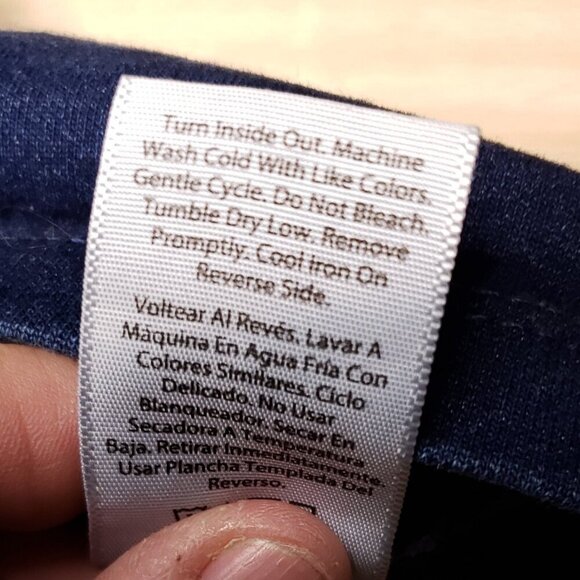 Turn Inside Out. Machine
Wash Cold With Like Colors.
Gentle Cycle. Do Not Bleach.
Tumble Dry Low. Remove
Promptly. Cool Iron On
Reverse Side.
Voltear Al Revés. Lavar A
Máquina En Agua Fría Con
Colores Similares. Ciclo
Delicado. No Usar
Blanqueador. Secar En
Secadora A Temperatura
Baja. Retirar Inmediatamente.
Usar Plancha Templada Del
Reverso.